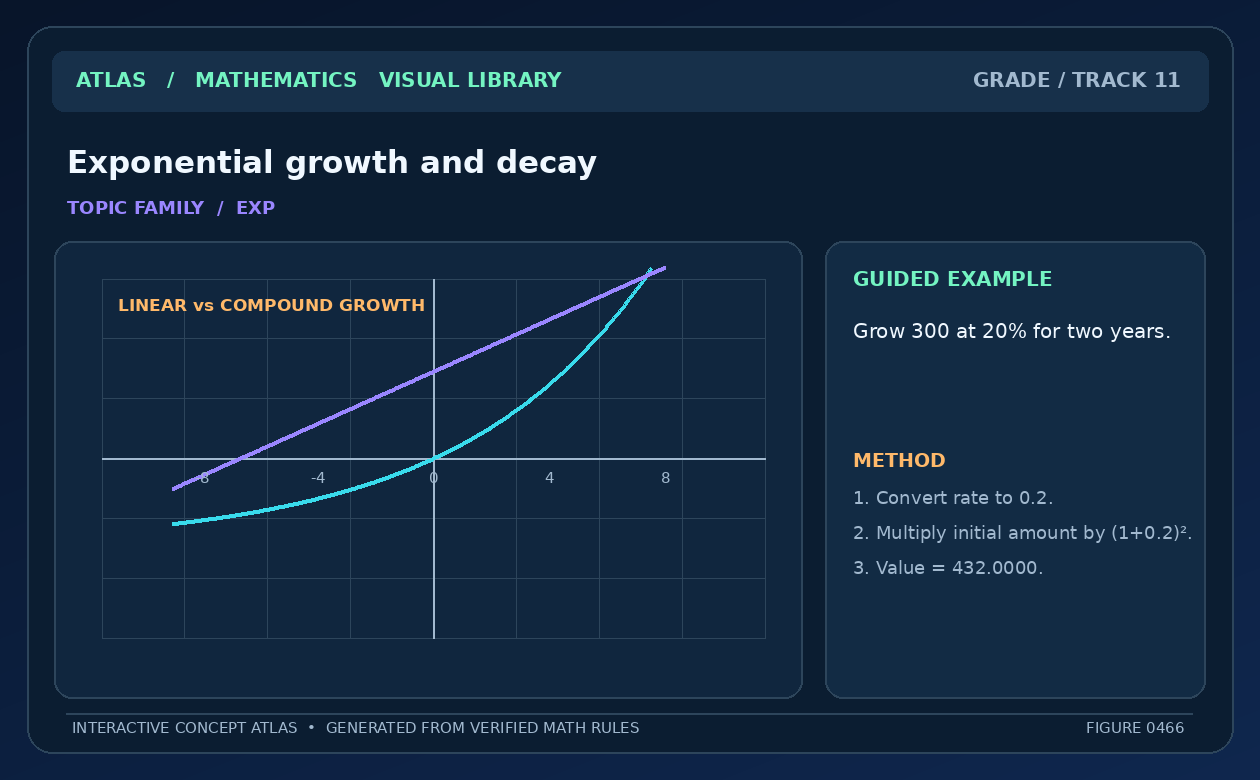 ATLAS / MATHEMATICS VISUAL LIBRARY
GRADE / TRACK 11
Exponential growth and decay
TOPIC FAMILY / EXP
LINEAR vs COMPOUND GROWTH
-8 -4 0 4 8
GUIDED EXAMPLE
Grow 300 at 20% for two years.
METHOD
1. Convert rate to 0.2.
2. Multiply initial amount by (1+0.2)².
3. Value = 432.0000.
INTERACTIVE CONCEPT ATLAS • GENERATED FROM VERIFIED MATH RULES
FIGURE 0466